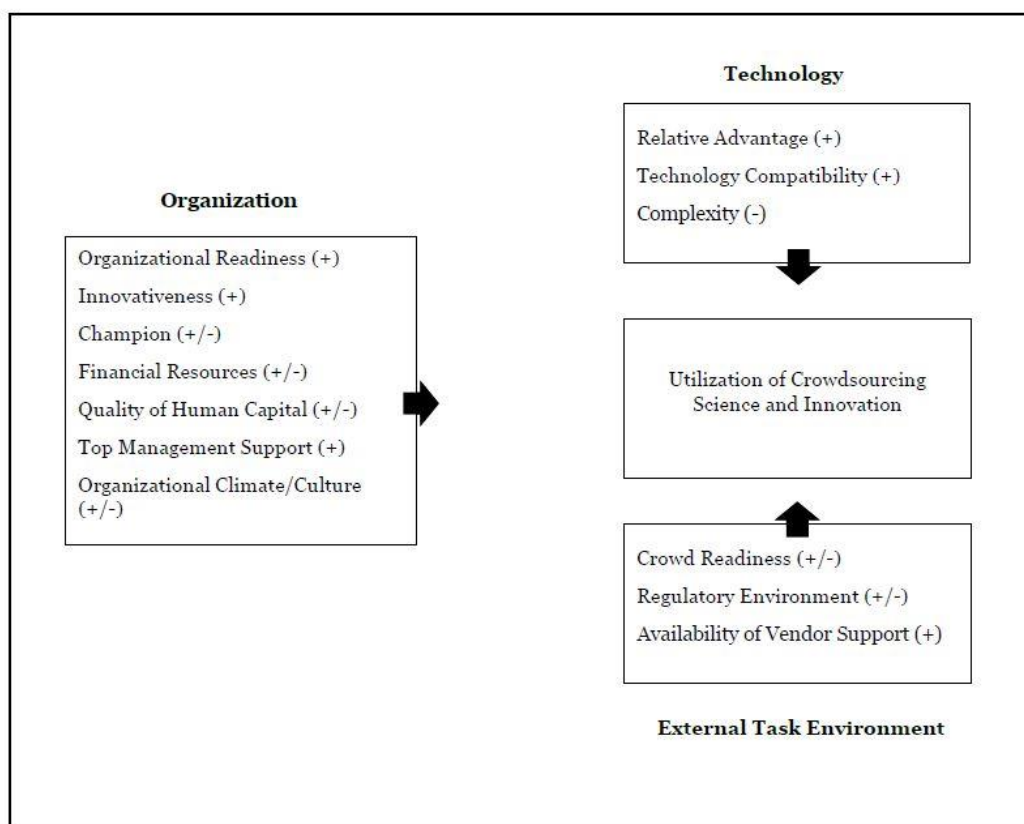 Technology
Relative Advantage (+)
Technology Compatibility (+)
Complexity (-)
Organization
Organizational Readiness (+)
Innovativeness (+)
Champion (+/-)
Financial Resources (+/-)
Quality of Human Capital (+/-)
Top Management Support (+)
Organizational Climate/Culture
(+/-)
Utilization of Crowdsourcing
Science and Innovation
Crowd Readiness (+/-)
Regulatory Environment (+/-)
Availability of Vendor Support (+)
External Task Environment